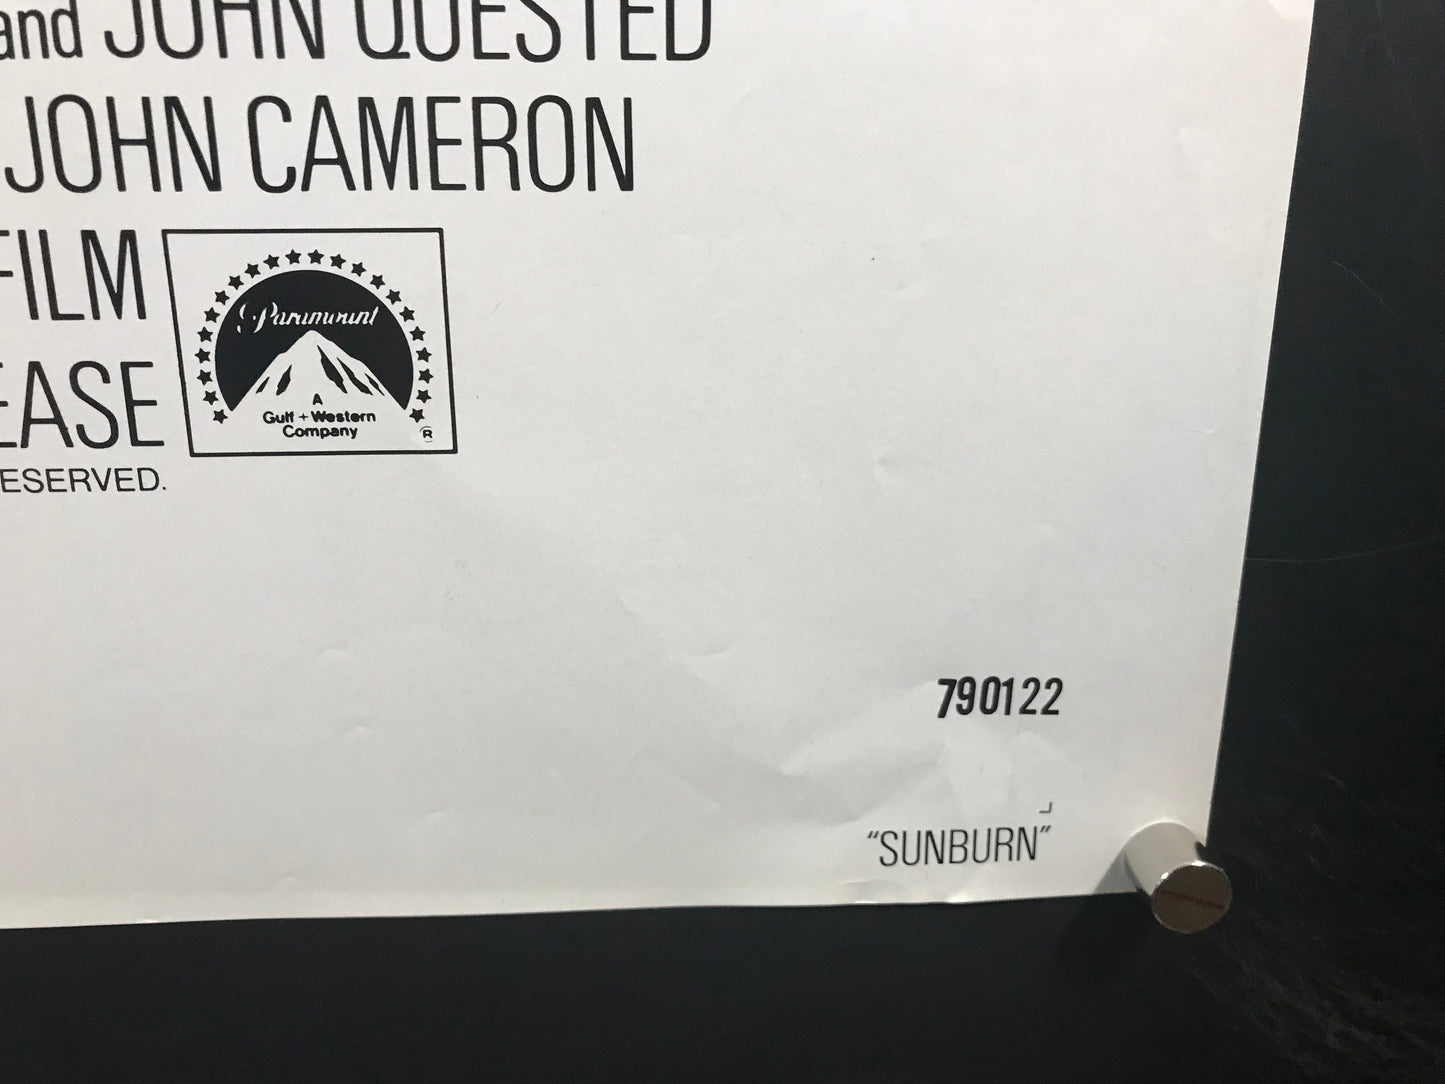 and JOHN QUESTED
JOHN CAMERON
FILM
EASE
ESERVED.
Paramount
A
Gulf + Western
Company
®
790122
“SUNBURN”